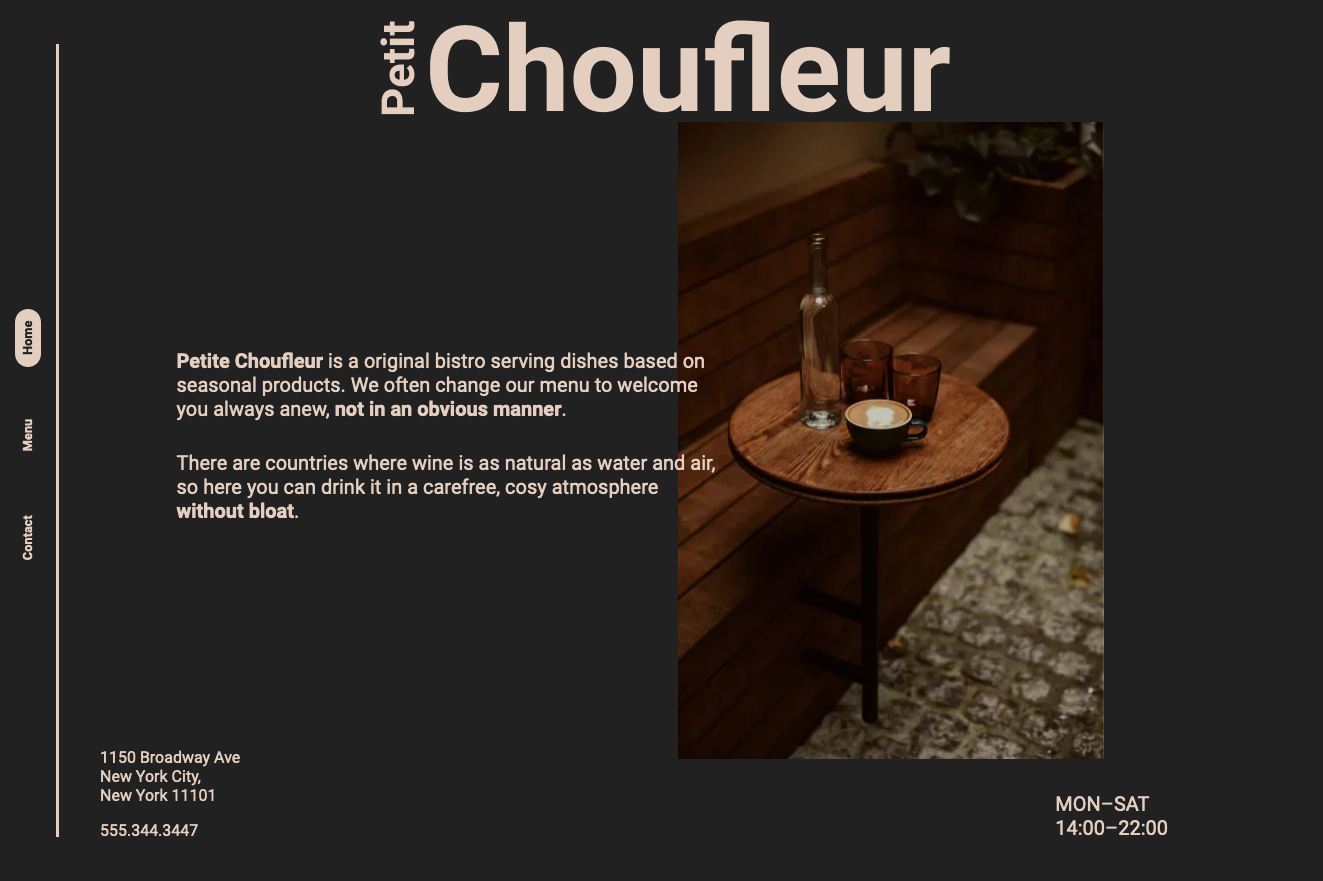 Petit
Choufleur
Home
Menu
Contact
Petite Choufleur is a original bistro serving dishes based on
seasonal products. We often change our menu to welcome
you always anew, not in an obvious manner.
There are countries where wine is as natural as water and air,
so here you can drink it in a carefree, cosy atmosphere
without bloat.
1150 Broadway Ave
New York City,
New York 11101
555.344.3447
MON–SAT
14:00–22:00